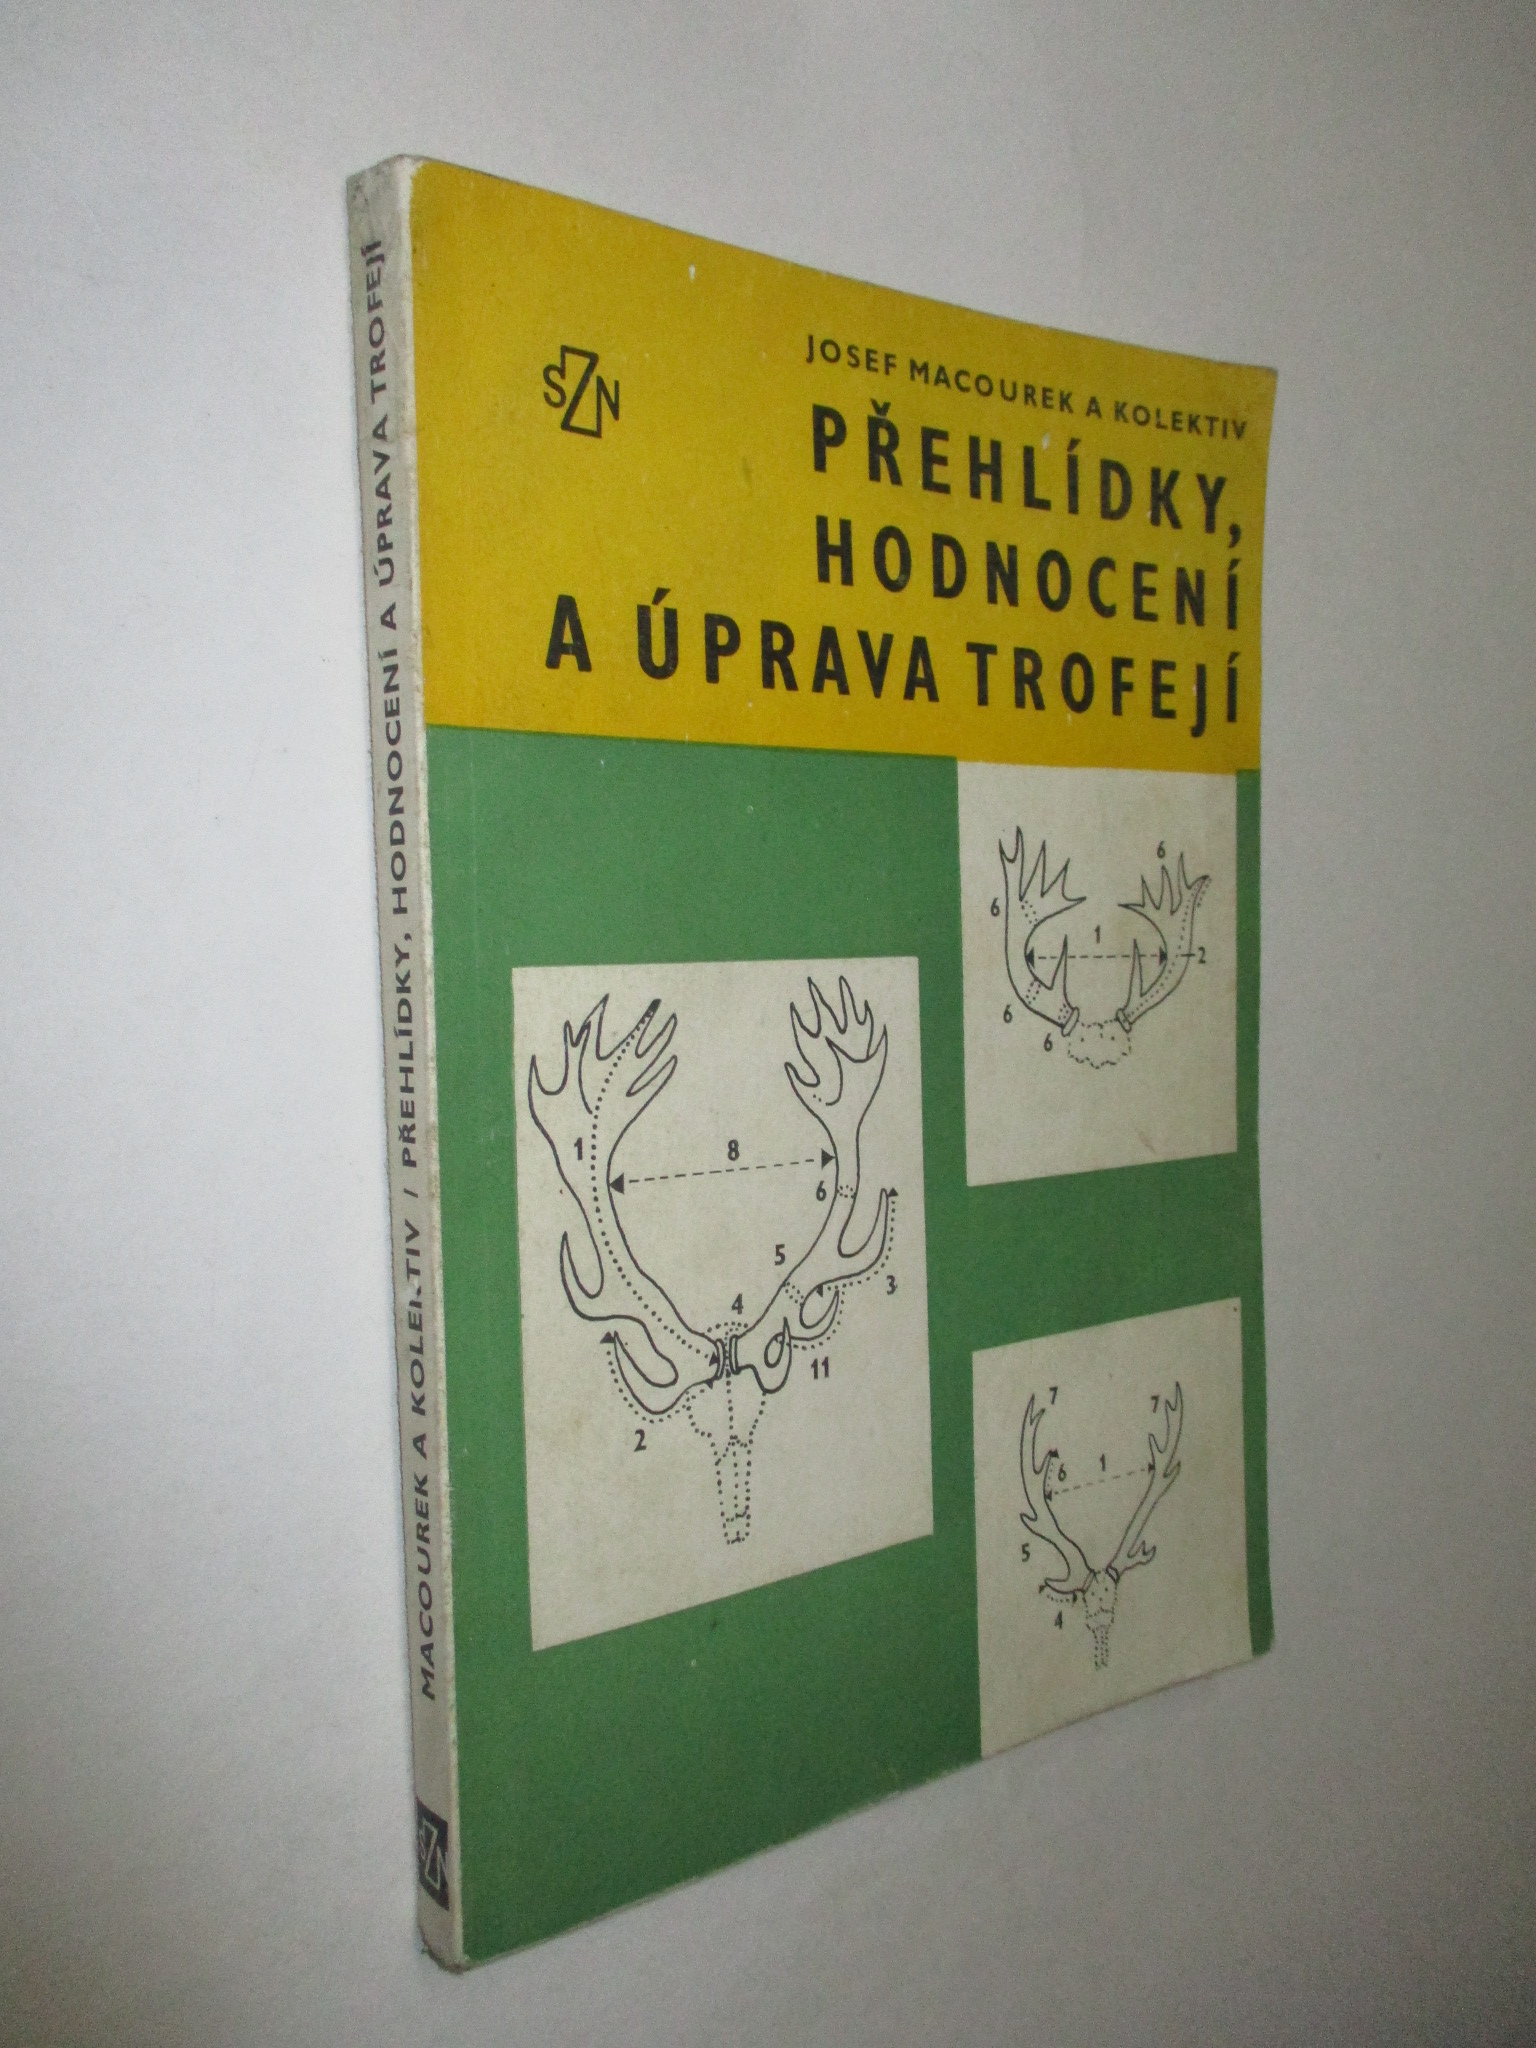 MACOUREK A KOLEKTIV / PŘEHLÍDKY, HODNOCENÍ A ÚPRAVA TROFEJÍ
SZN
SZN
JOSEF MACOUREK A KOLEKTIV
PŘEHLÍDKY,
HODNOCENÍ
A ÚPRAVA TROFEJÍ
6
6
1
2
6
6
1
8
6
5
3
4
11
2
7
7
6
1
5
4